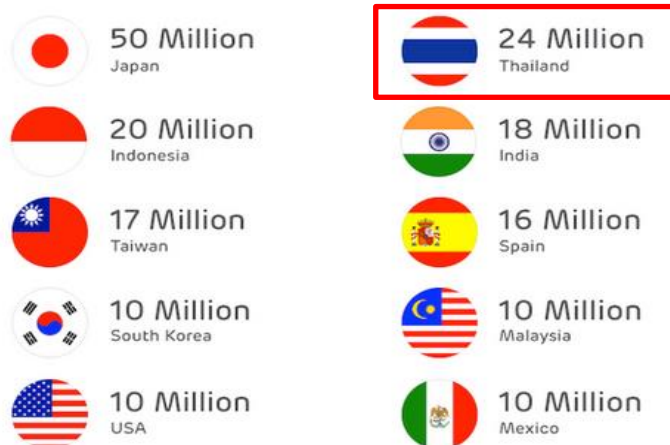 50 Million
Japan
24 Million
Thailand
20 Million
Indonesia
18 Million
India
17 Million
Taiwan
16 Million
Spain
10 Million
South Korea
10 Million
Malaysia
10 Million
USA
10 Million
Mexico